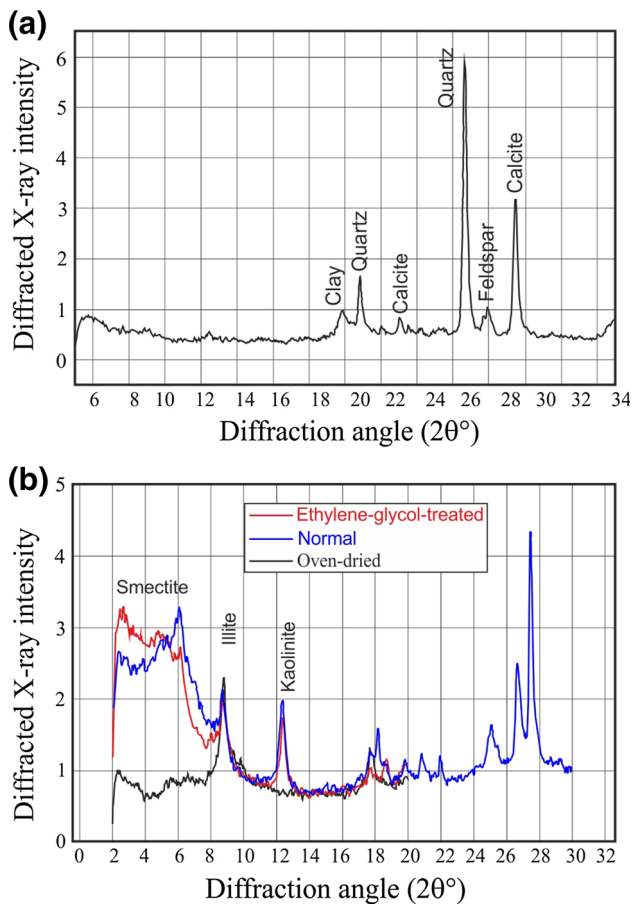 (a)
Diffracted X-ray intensity
6
5
4
3
2
1
0
Clay
Quartz
Calcite
Quartz
Feldspar
Calcite
6 8 10 12 14 16 18 19 20 22 24 26 28 30 32 34
Diffraction angle (2θ°)
(b)
Diffracted X-ray intensity
5
4
3
2
1
0
Ethylene-glycol-treated
Normal
Oven-dried
Smectite
Illite
Kaolinite
0 2 4 6 8 10 12 14 16 18 19 20 22 24 26 28 30 32
Diffraction angle (2θ°)